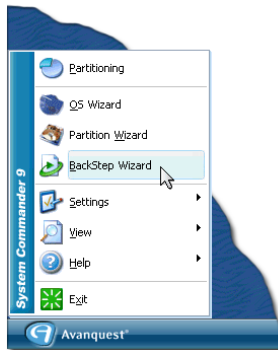 Partitioning
OS Wizard
Partition Wizard
BackStep Wizard
Settings
View
Help
Exit
System Commander 9
Avanquest®